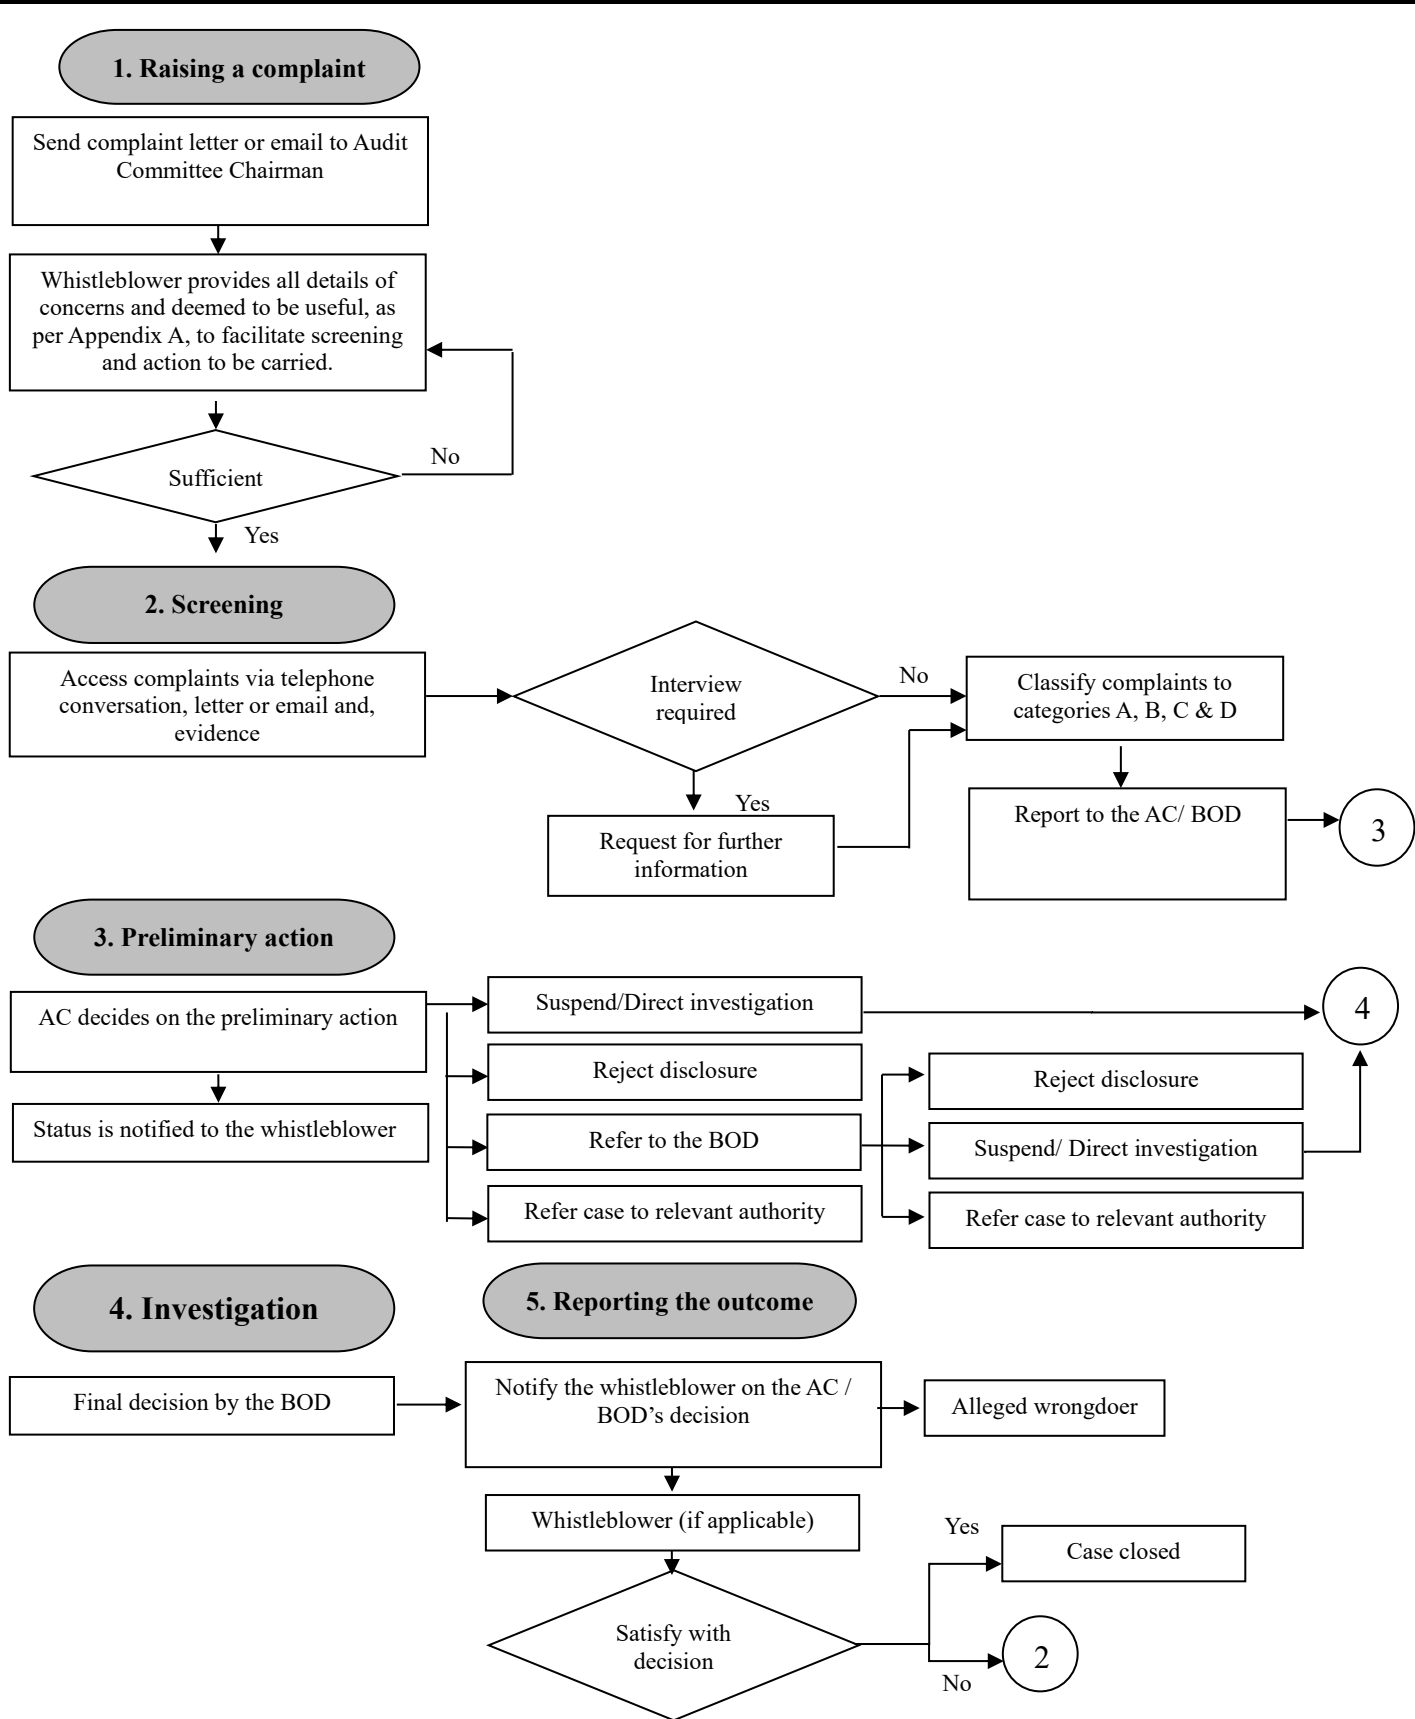 1. Raising a complaint
Send complaint letter or email to Audit
Committee Chairman
Whistleblower provides all details of
concerns and deemed to be useful, as
per Appendix A, to facilitate screening
and action to be carried.
No
Sufficient
Yes
2. Screening
Access complaints via telephone
conversation, letter or email and,
evidence
Interview
required
No
Classify complaints to
categories A, B, C & D
Yes
Request for further
information
Report to the AC/ BOD
3
3. Preliminary action
AC decides on the preliminary action
Status is notified to the whistleblower
Suspend/Direct investigation
4
Reject disclosure
Refer to the BOD
Refer case to relevant authority
Reject disclosure
Suspend/ Direct investigation
Refer case to relevant authority
4. Investigation
5. Reporting the outcome
Final decision by the BOD
Notify the whistleblower on the AC /
BOD’s decision
Alleged wrongdoer
Whistleblower (if applicable)
Yes
Case closed
Satisfy with
decision
2
No